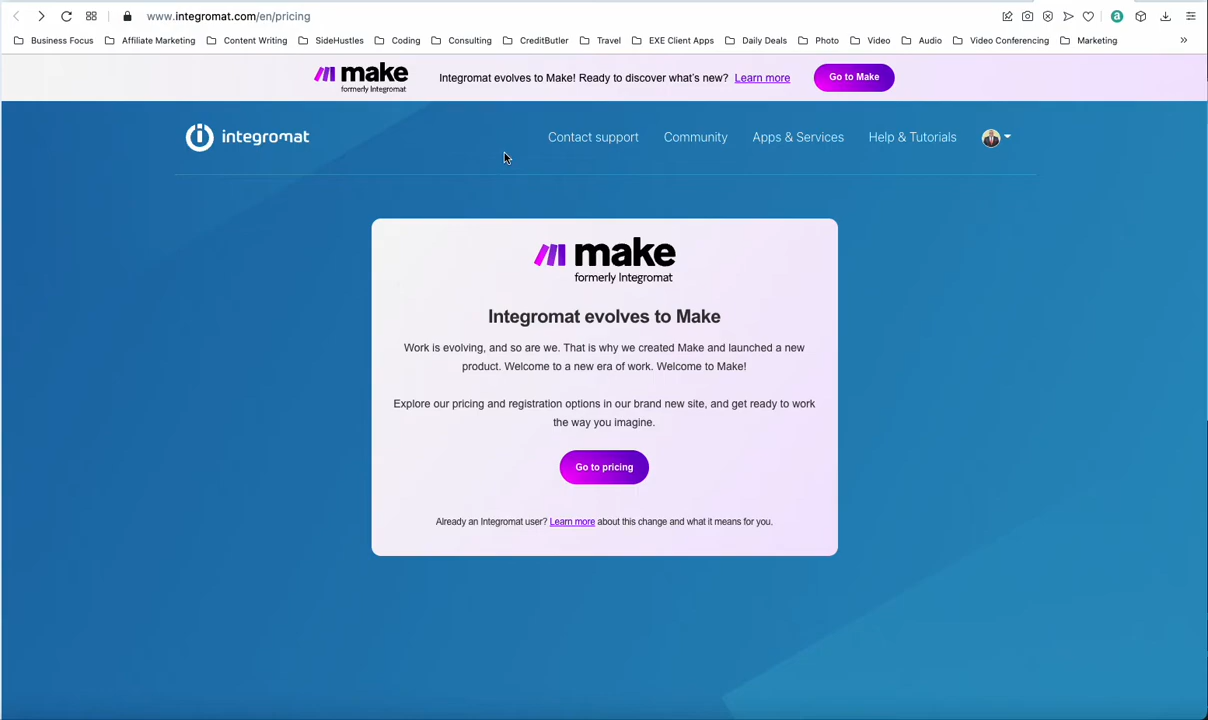 www.integromat.com/en/pricing
Business Focus Affiliate Marketing Content Writing SideHustles Coding Consulting CreditButler Travel EXE Client Apps Daily Deals Photo Video Audio Video Conferencing Marketing »
make
formerly Integromat
Integromat evolves to Make! Ready to discover what's new? Learn more Go to Make
integromat Contact support Community Apps & Services Help & Tutorials
make
formerly Integromat
Integromat evolves to Make
Work is evolving, and so are we. That is why we created Make and launched a new
product. Welcome to a new era of work. Welcome to Make!
Explore our pricing and registration options in our brand new site, and get ready to work
the way you imagine.
Go to pricing
Already an Integromat user? Learn more about this change and what it means for you.